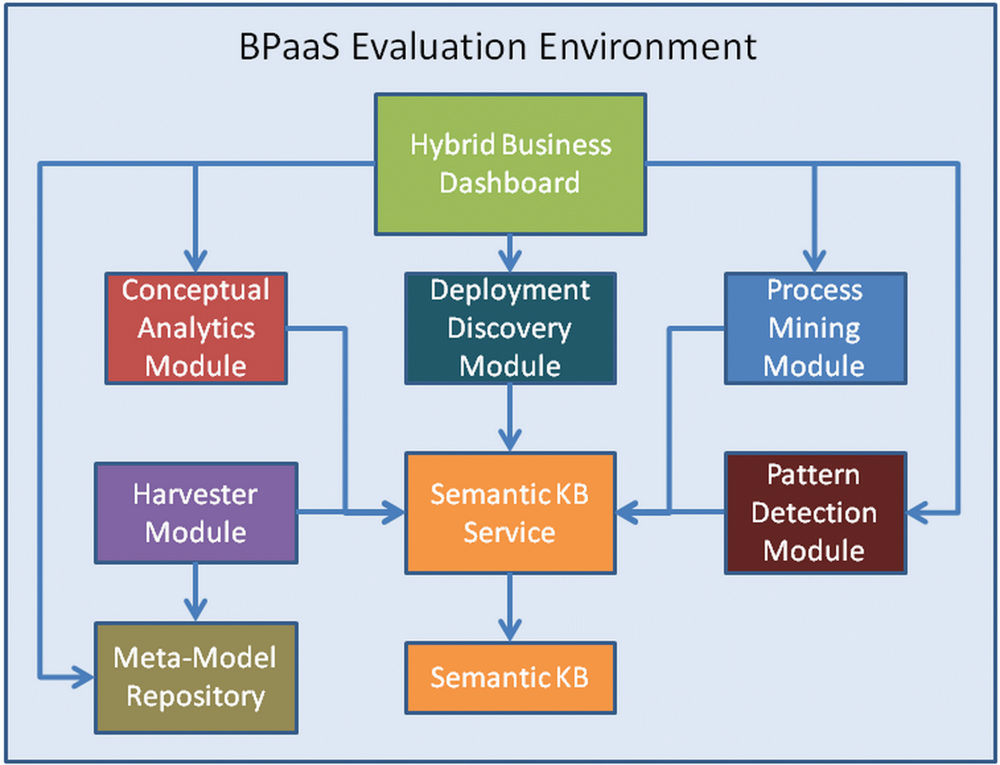 BPaaS Evaluation Environment
Hybrid Business
Dashboard
Conceptual
Analytics
Module
Deployment
Discovery
Module
Process
Mining
Module
Harvester
Module
Semantic KB
Service
Pattern
Detection
Module
Meta-Model
Repository
Semantic KB